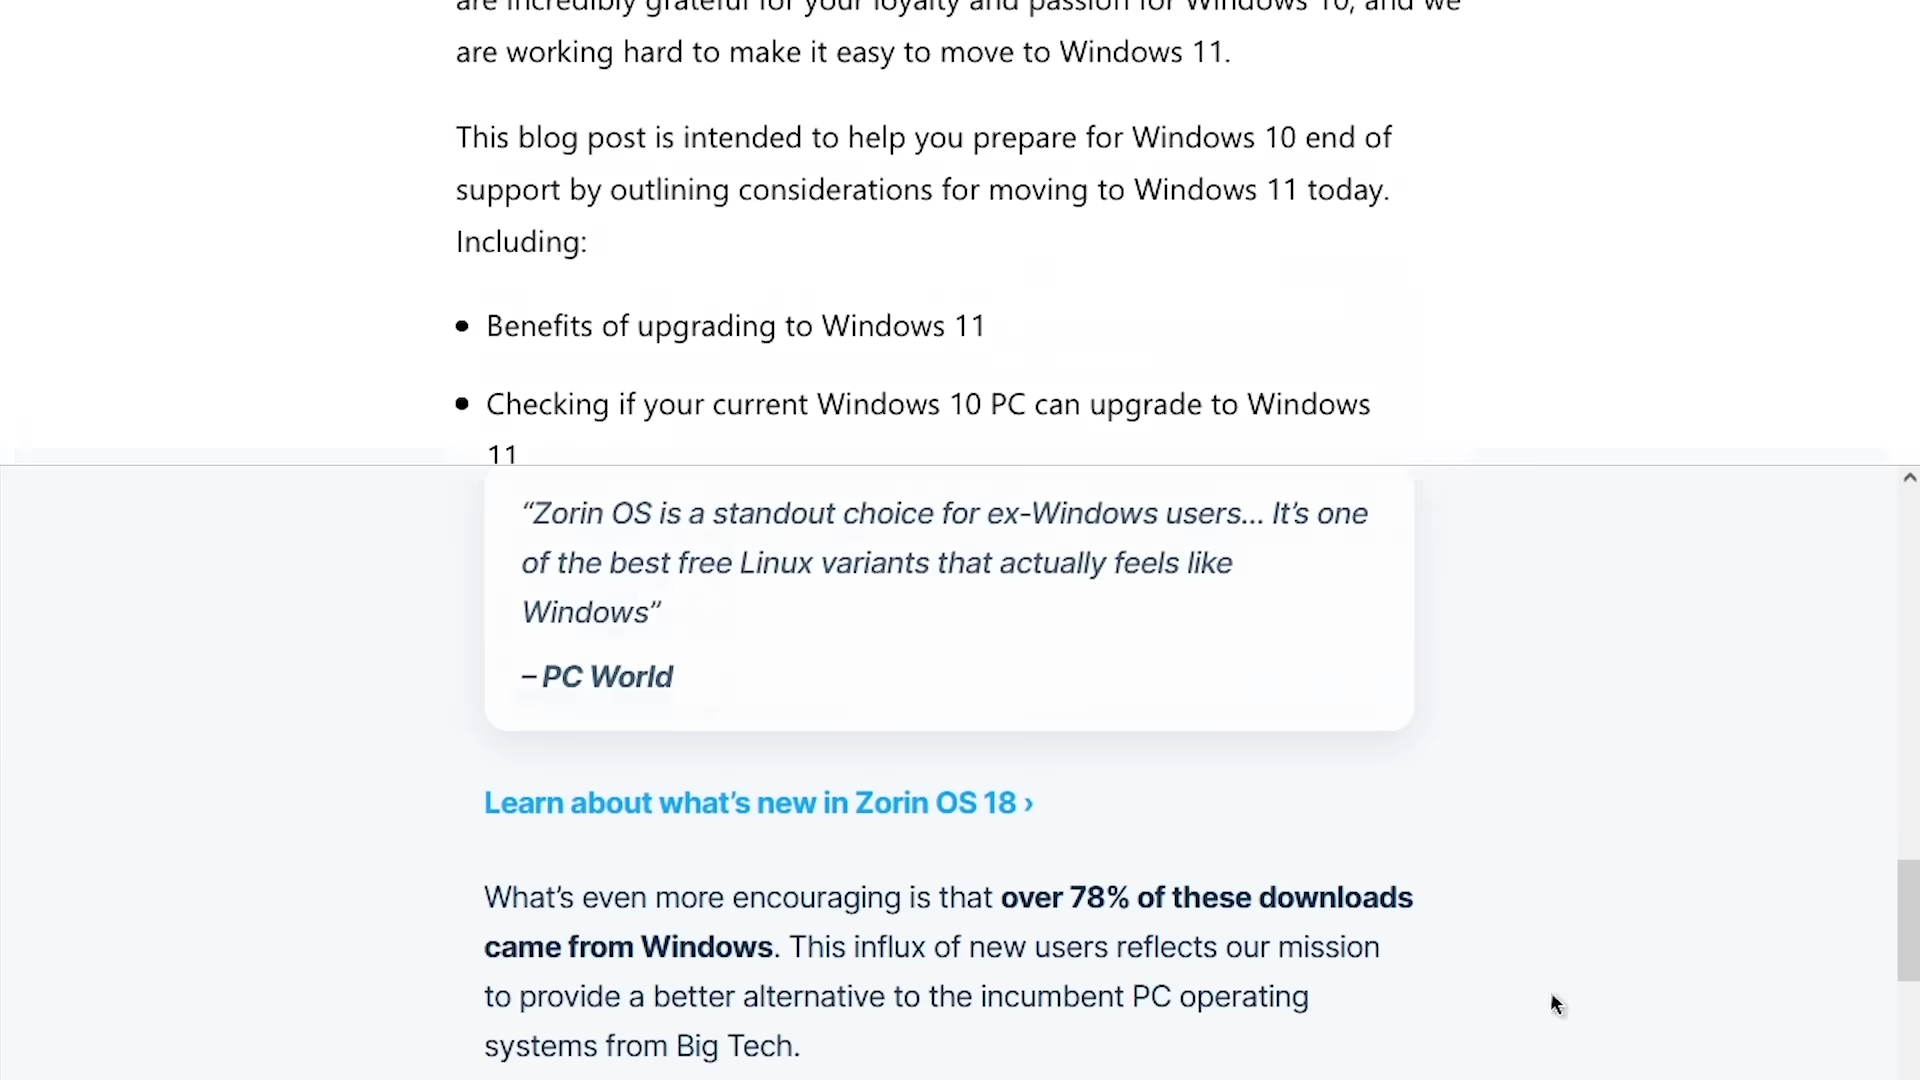 are incredibly grateful for your loyalty and passion for Windows 10, and we
are working hard to make it easy to move to Windows 11.
This blog post is intended to help you prepare for Windows 10 end of
support by outlining considerations for moving to Windows 11 today.
Including:
• Benefits of upgrading to Windows 11
• Checking if your current Windows 10 PC can upgrade to Windows
11
“Zorin OS is a standout choice for ex-Windows users... It’s one
of the best free Linux variants that actually feels like
Windows”
– PC World
Learn about what’s new in Zorin OS 18 ›
What’s even more encouraging is that over 78% of these downloads
came from Windows. This influx of new users reflects our mission
to provide a better alternative to the incumbent PC operating
systems from Big Tech.